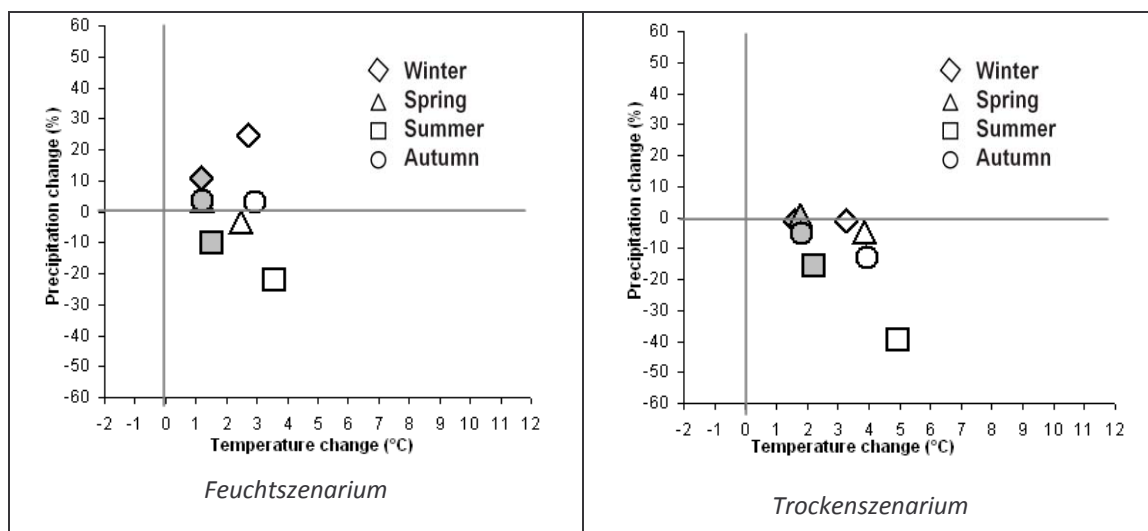 60
50
40
30
20
10
0
-10
-20
-30
-40
-50
-60
Precipitation change (%)
Winter
Spring
Summer
Autumn
-2 -1 0 1 2 3 4 5 6 7 8 9 10 11 12
Temperature change (°C)
Feuchtszenarium
60
50
40
30
20
10
0
-10
-20
-30
-40
-50
-60
Precipitation change (%)
Winter
Spring
Summer
Autumn
-2 -1 0 1 2 3 4 5 6 7 8 9 10 11 12
Temperature change (°C)
Trockenszenarium